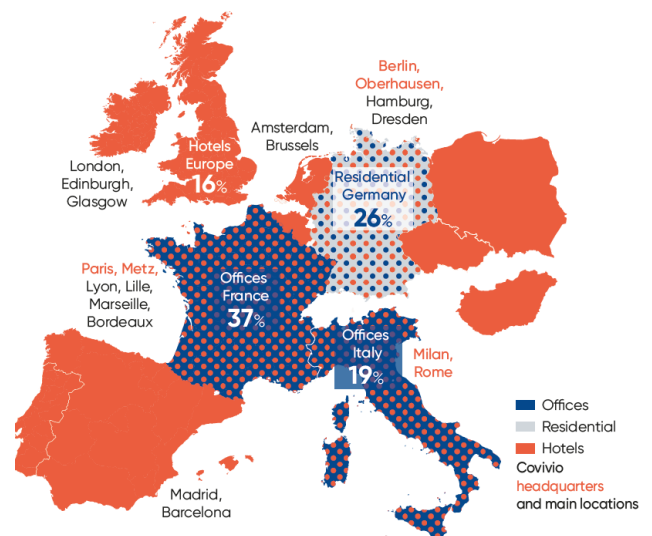 Berlin,
Oberhausen,
Hamburg,
Dresden
Amsterdam,
Brussels
Hotels
Europe
16%
London,
Edinburgh,
Glasgow
Residential
Germany
26%
Paris, Metz,
Lyon, Lille,
Marseille,
Bordeaux
Offices
France
37%
Offices
Italy
19%
Milan,
Rome
Madrid,
Barcelona
Offices
Residential
Hotels
Covivio
headquarters
and main locations